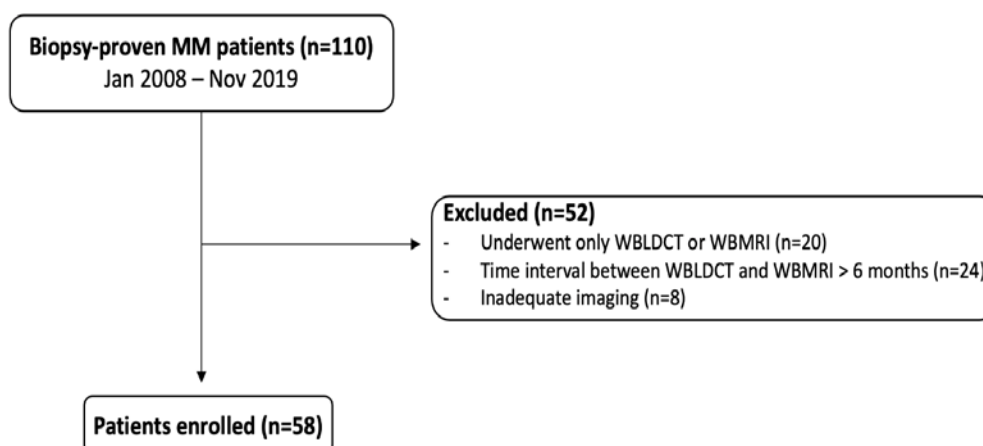 Biopsy-proven MM patients (n=110)
Jan 2008 – Nov 2019
Excluded (n=52)
- Underwent only WBLDCT or WBMRI (n=20)
- Time interval between WBLDCT and WBMRI > 6 months (n=24)
- Inadequate imaging (n=8)
Patients enrolled (n=58)